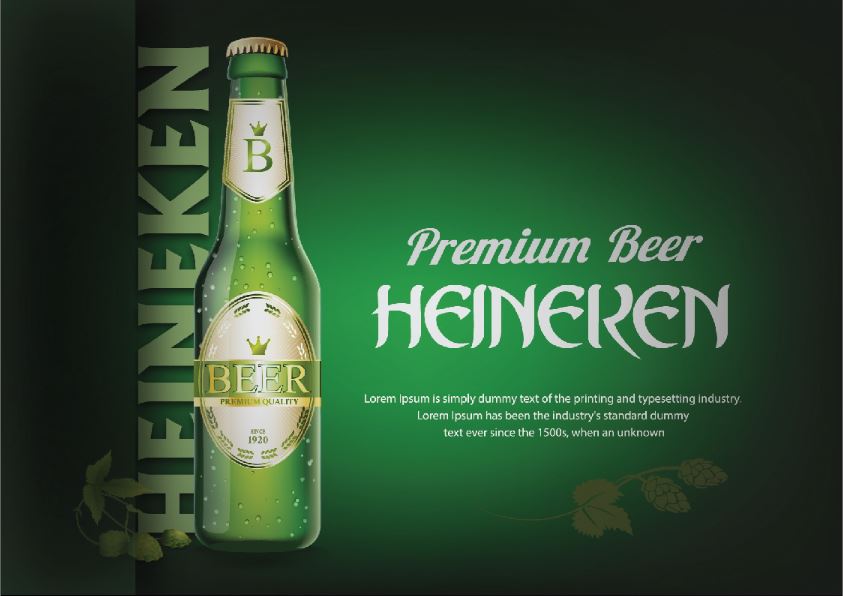 HEINEKEN
B
BEER
PREMIUM QUALITY
SINCE
1920
Premium Beer
HEINEKEN
Lorem Ipsum is simply dummy text of the printing and typesetting industry.
Lorem Ipsum has been the industry's standard dummy
text ever since the 1500s, when an unknown